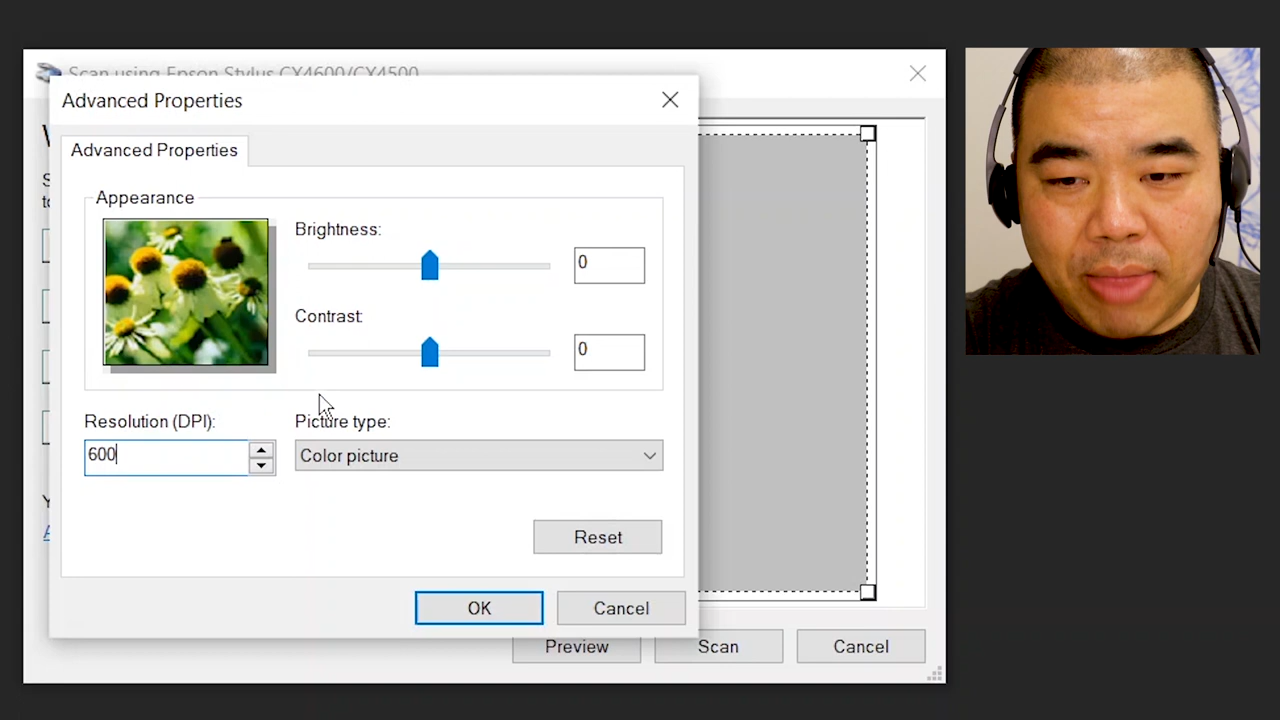 Scan using Epson Stylus CX4600/CX4500
Advanced Properties
Advanced Properties
Appearance
Brightness:
0
Contrast:
0
Resolution (DPI):
Picture type:
600
Color picture
Reset
OK
Cancel
Preview
Scan
Cancel